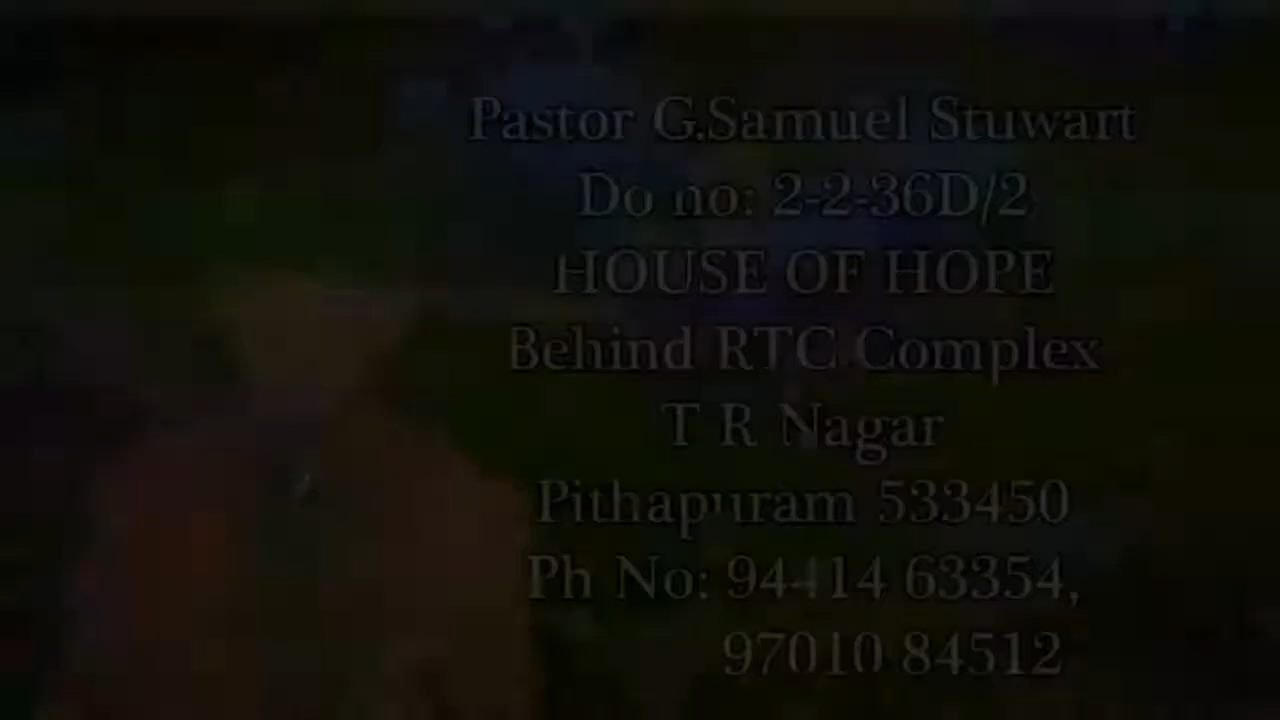 Pastor G.Samuel Stuwart
Do no: 2-2-36D/2
HOUSE OF HOPE
Behind RTC Complex
T R Nagar
Pithapuram 533450
Ph No: 94414 63354,
97010 84512